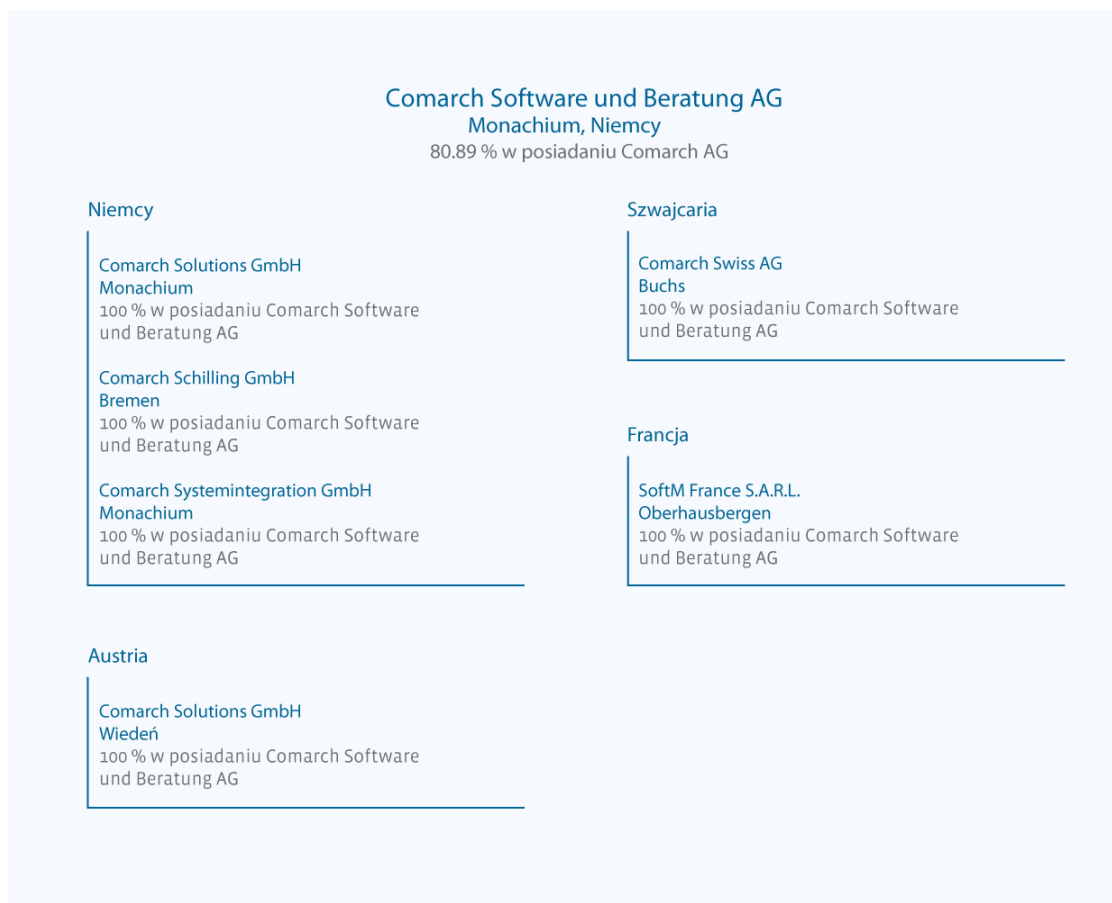 Comarch Software und Beratung AG
Monachium, Niemcy
80.89 % w posiadaniu Comarch AG
Niemcy
Comarch Solutions GmbH
Monachium
100 % w posiadaniu Comarch Software
und Beratung AG
Comarch Schilling GmbH
Bremen
100 % w posiadaniu Comarch Software
und Beratung AG
Comarch Systemintegration GmbH
Monachium
100 % w posiadaniu Comarch Software
und Beratung AG
Austria
Comarch Solutions GmbH
Wiedeń
100 % w posiadaniu Comarch Software
und Beratung AG
Szwajcaria
Comarch Swiss AG
Buchs
100 % w posiadaniu Comarch Software
und Beratung AG
Francja
SoftM France S.A.R.L.
Oberhausbergen
100 % w posiadaniu Comarch Software
und Beratung AG